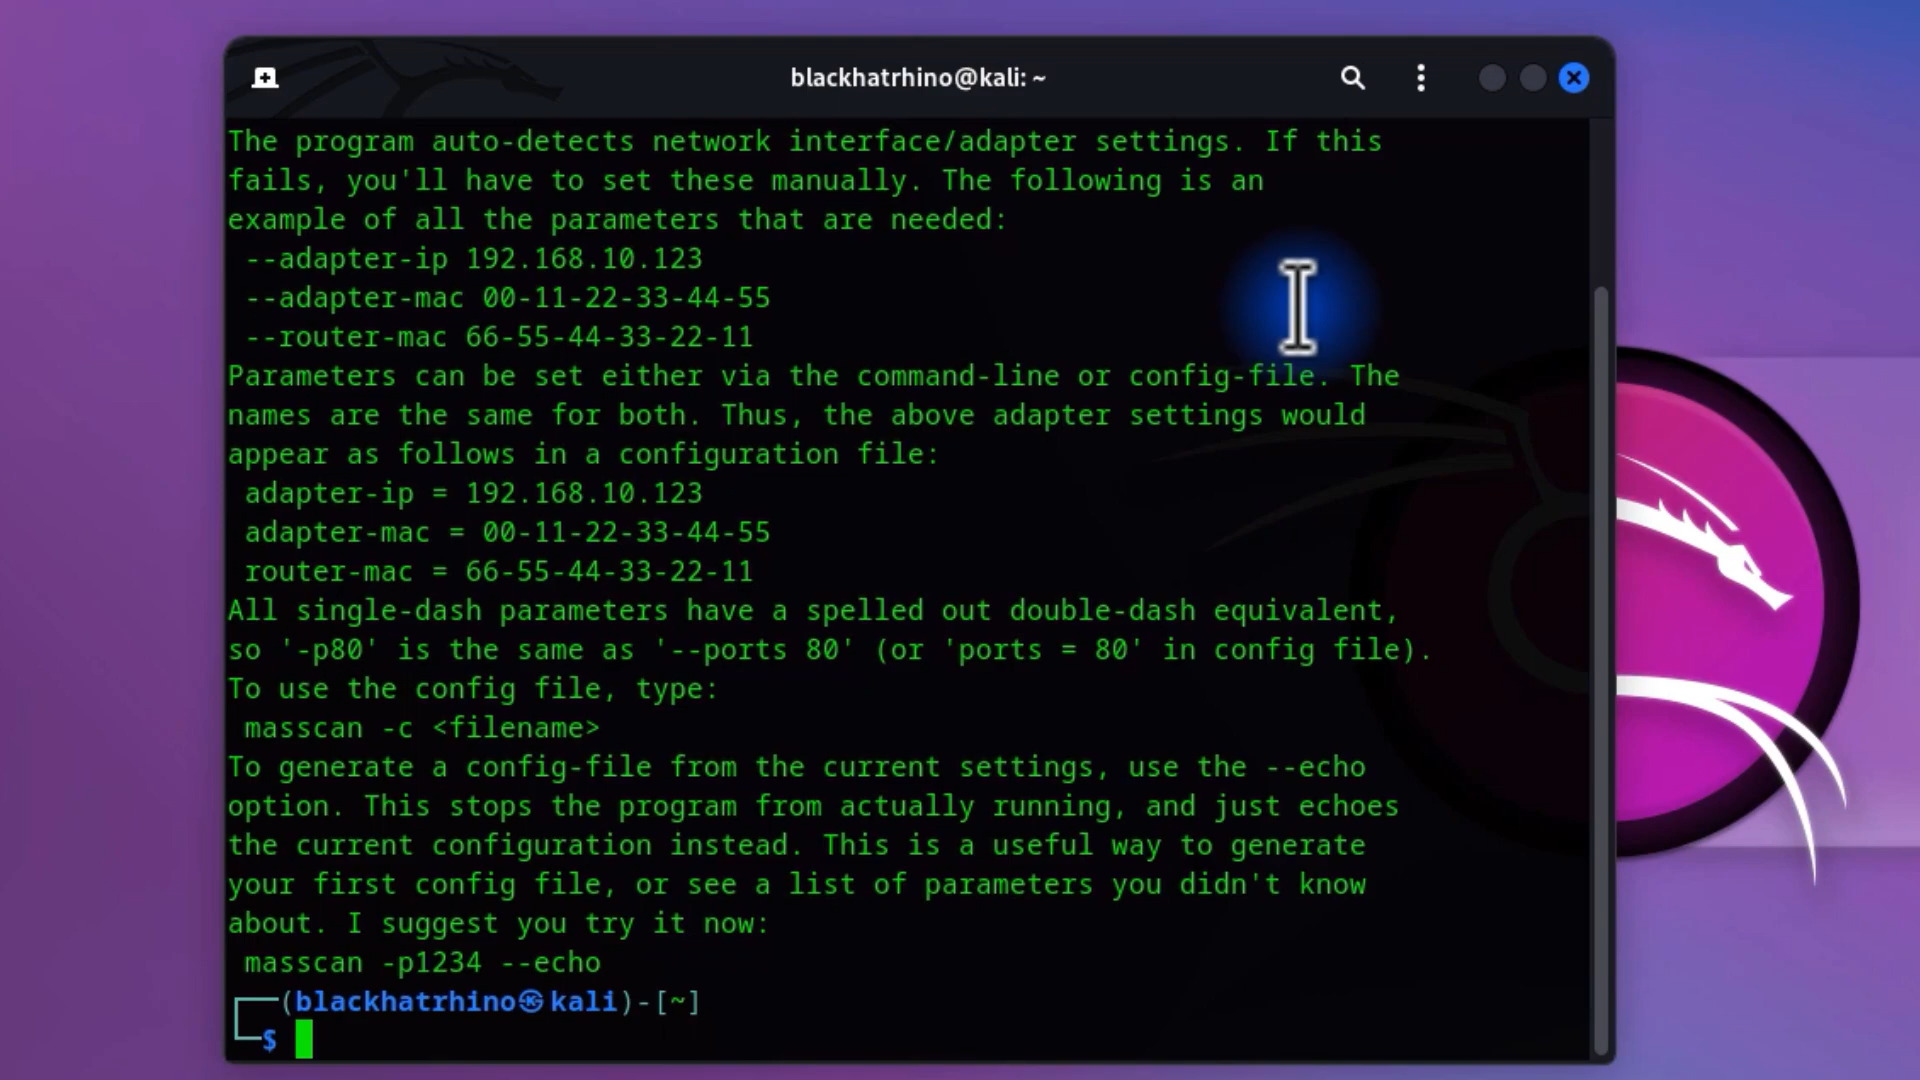 blackhatrhino@kali: ~
The program auto-detects network interface/adapter settings. If this
fails, you'll have to set these manually. The following is an
example of all the parameters that are needed:
--adapter-ip 192.168.10.123
--adapter-mac 00-11-22-33-44-55
--router-mac 66-55-44-33-22-11
Parameters can be set either via the command-line or config-file. The
names are the same for both. Thus, the above adapter settings would
appear as follows in a configuration file:
adapter-ip = 192.168.10.123
adapter-mac = 00-11-22-33-44-55
router-mac = 66-55-44-33-22-11
All single-dash parameters have a spelled out double-dash equivalent,
so '-p80' is the same as '--ports 80' (or 'ports = 80' in config file).
To use the config file, type:
masscan -c <filename>
To generate a config-file from the current settings, use the --echo
option. This stops the program from actually running, and just echoes
the current configuration instead. This is a useful way to generate
your first config file, or see a list of parameters you didn't know
about. I suggest you try it now:
masscan -p1234 --echo
┌──(blackhatrhino㉿kali)-[~]
└─$